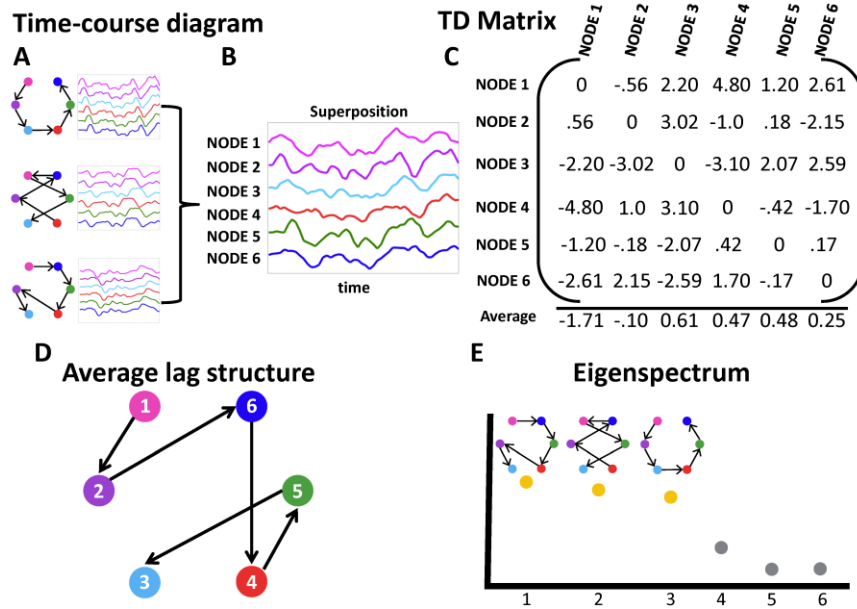 Time-course diagram
TD Matrix
A
B
C
Superposition
NODE 1
NODE 2
NODE 3
NODE 4
NODE 5
NODE 6
time
NODE 1 NODE 2 NODE 3 NODE 4 NODE 5 NODE 6
NODE 1 0 -.56 2.20 4.80 1.20 2.61
NODE 2 .56 0 3.02 -1.0 .18 -2.15
NODE 3 -2.20 -3.02 0 -3.10 2.07 2.59
NODE 4 -4.80 1.0 3.10 0 -.42 -1.70
NODE 5 -1.20 -.18 -2.07 .42 0 .17
NODE 6 -2.61 2.15 -2.59 1.70 -.17 0
Average -1.71 -.10 0.61 0.47 0.48 0.25
D
Average lag structure
1 6
2 5
3 4
E
Eigenspectrum
1 2 3 4 5 6